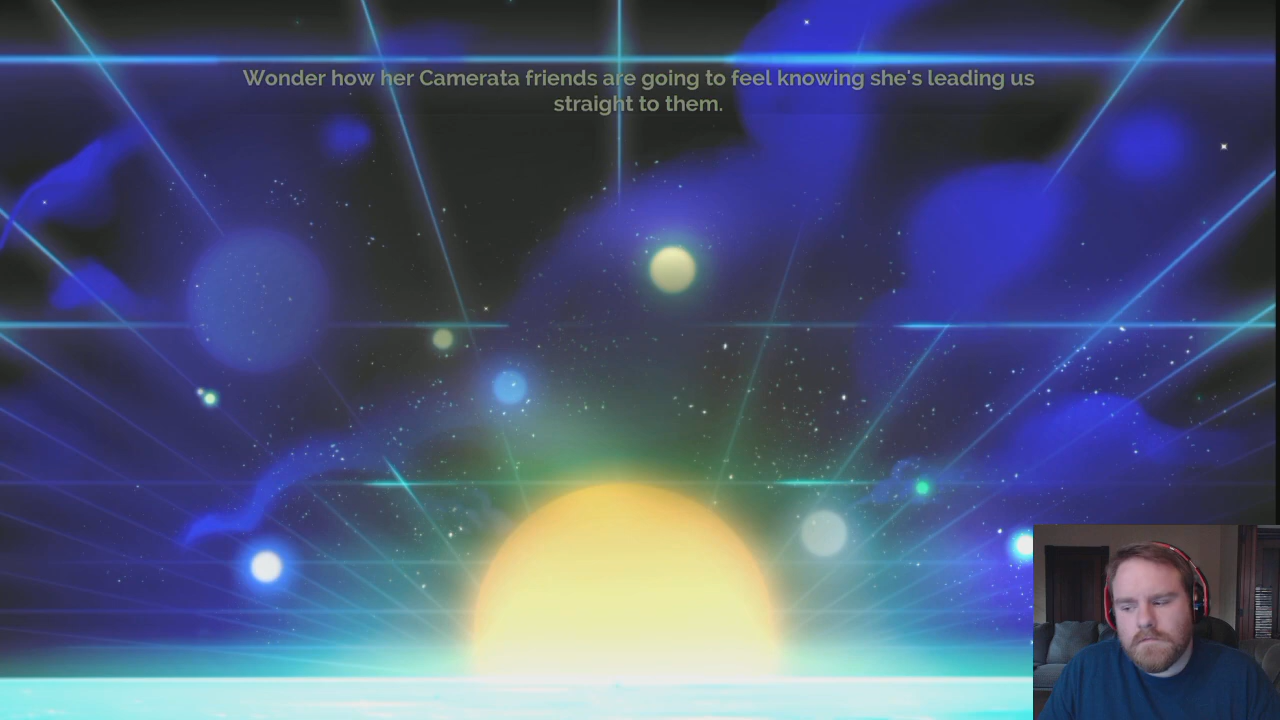 Wonder how her Camerata friends are going to feel knowing she's leading us
straight to them.